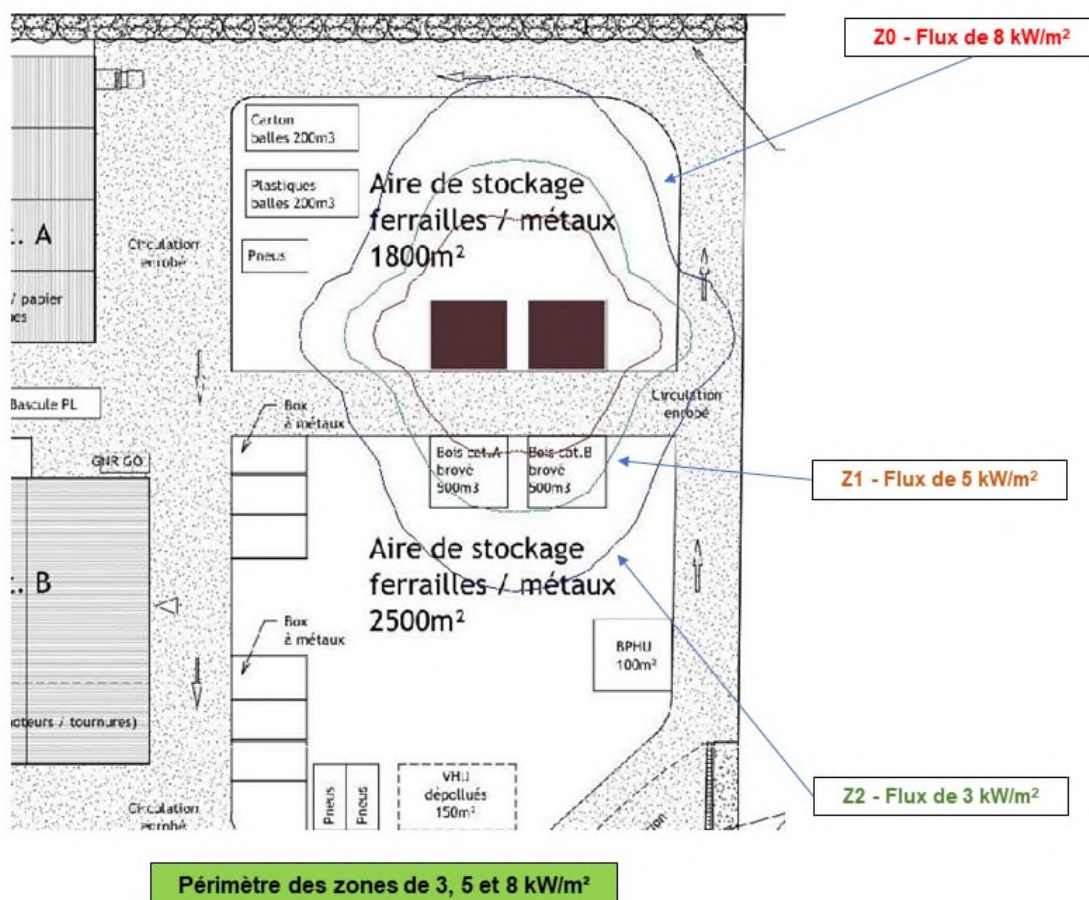 Z0 - Flux de 8 kW/m²
Carton
balles 200m3
Plastiques
balles 200m3
Pneus
Aire de stockage
ferrailles / métaux
1800m²
t. A
Circulation
enrobé
/ papier
ues
Bascule PL
Box
à métaux
Circulation
enrobé
GNR GO
Bois cat.A
broyé
500m3
Bois cat.B
broyé
500m3
Z1 - Flux de 5 kW/m²
Aire de stockage
ferrailles / métaux
2500m²
t. B
Box
à métaux
BPHU
100m²
noteurs / tournures)
Pneus
Pneus
VHU
dépollués
150m²
Circulation
enrobé
Z2 - Flux de 3 kW/m²
Périmètre des zones de 3, 5 et 8 kW/m²